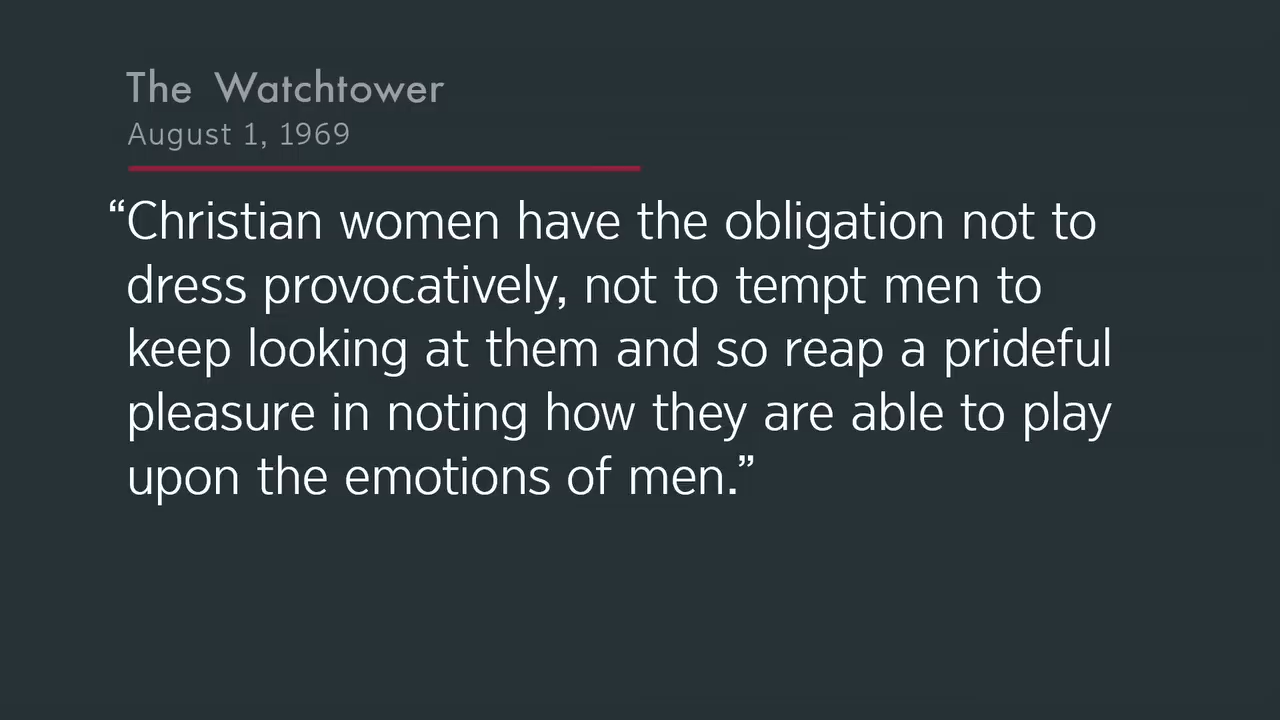 The Watchtower
August 1, 1969
“Christian women have the obligation not to
dress provocatively, not to tempt men to
keep looking at them and so reap a prideful
pleasure in noting how they are able to play
upon the emotions of men.”